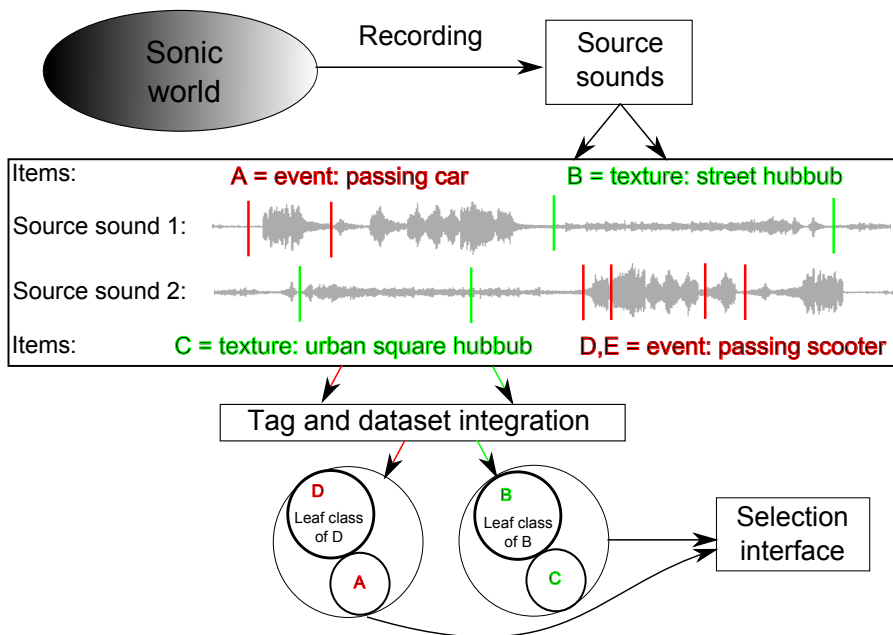 Sonic
world
Recording
Source
sounds
Items:
A = event: passing car
B = texture: street hubbub
Source sound 1:
Source sound 2:
Items:
C = texture: urban square hubbub
D,E = event: passing scooter
Tag and dataset integration
D
Leaf class
of D
A
B
Leaf class
of B
C
Selection
interface